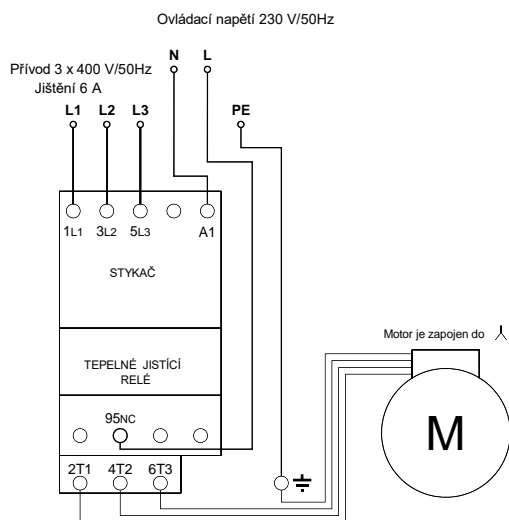 Ovládací napětí 230 V/50Hz
N L
Přívod 3 x 400 V/50Hz
Jištění 6 A
L1 L2 L3 PE
1L1 3L2 5L3 A1
STYKAČ
Motor je zapojen do
TEPELNÉ JISTÍCÍ
RELÉ
M
95NC
2T1 4T2 6T3